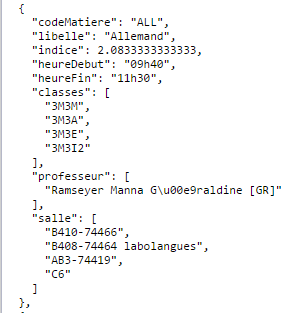 {
"codeMatiere": "ALL",
"libelle": "Allemand",
"indice": 2.0833333333333,
"heureDebut": "09h40",
"heureFin": "11h30",
"classes": [
"3M3M",
"3M3A",
"3M3E",
"3M3I2"
],
"professeur": [
"Ramseyer Manna G\u00e9raldine [GR]"
],
"salle": [
"B410-74466",
"B408-74464 labolangues",
"AB3-74419",
"C6"
]
},